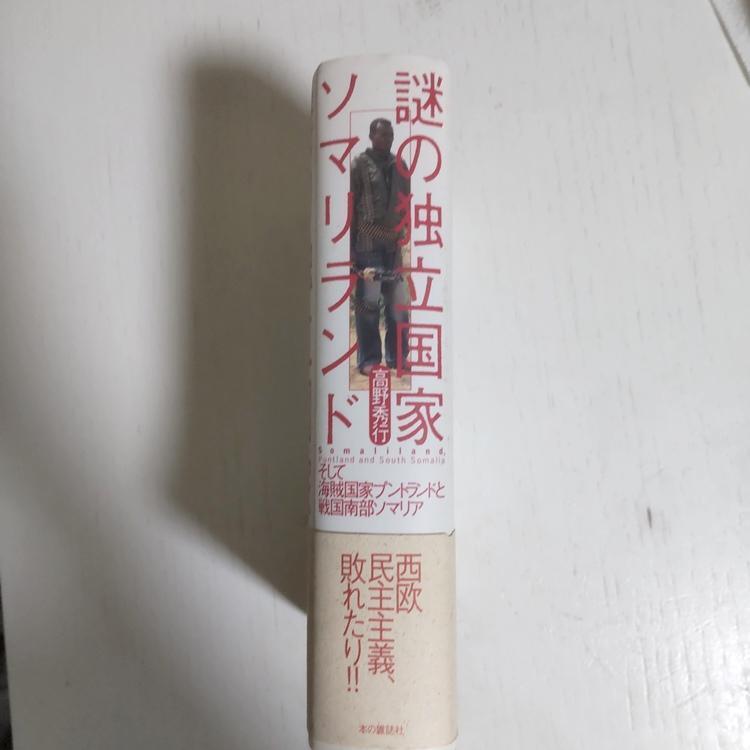 謎の独立国家
ソマリランド
高野秀行
Somaliland,
Puntland and South Somalia
そして
海賊国家プントランドと
戦国南部ソマリア
西欧
民主主義、
敗れたり!!
本の雑誌社